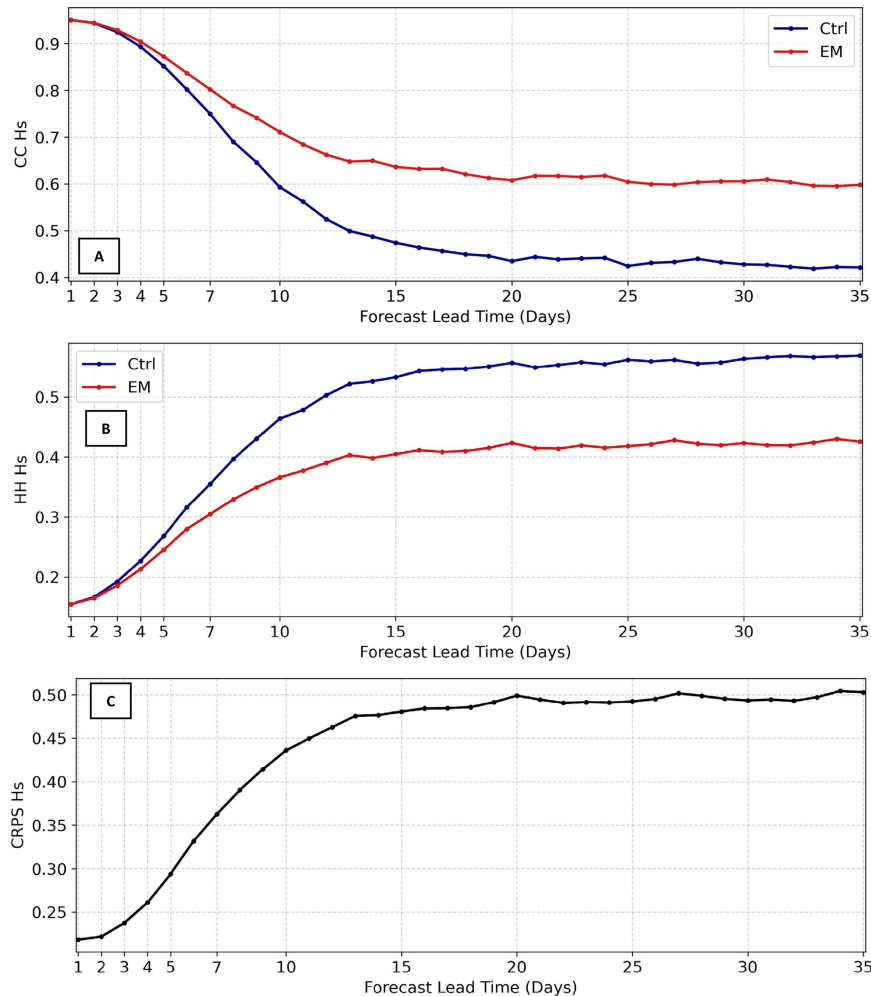 0.9
0.8
0.7
0.6
0.5
0.4
CC Hs
Ctrl
EM
A
1 2 3 4 5 7 10 15 20 25 30 35
Forecast Lead Time (Days)
0.5
0.4
0.3
0.2
HH Hs
Ctrl
EM
B
1 2 3 4 5 7 10 15 20 25 30 35
Forecast Lead Time (Days)
0.50
0.45
0.40
0.35
0.30
0.25
CRPS Hs
C
1 2 3 4 5 7 10 15 20 25 30 35
Forecast Lead Time (Days)